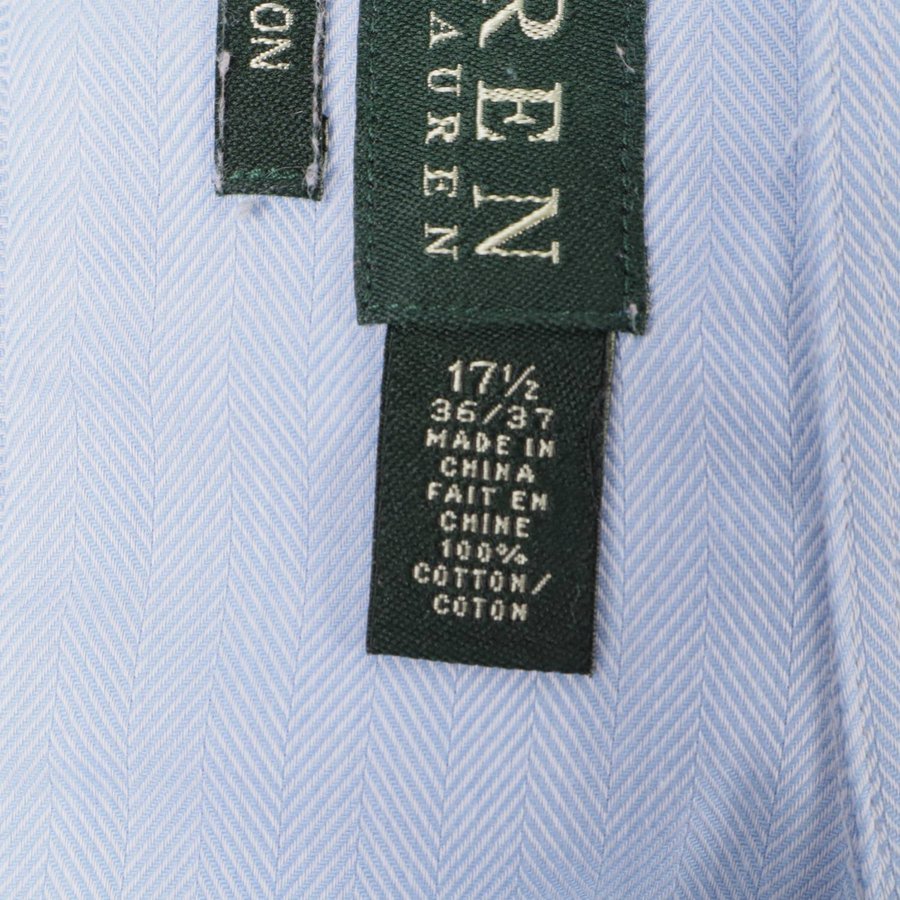 ON
REN
AUREN
17½
36/37
MADE IN
CHINA
FAIT EN
CHINE
100%
COTTON/
COTON